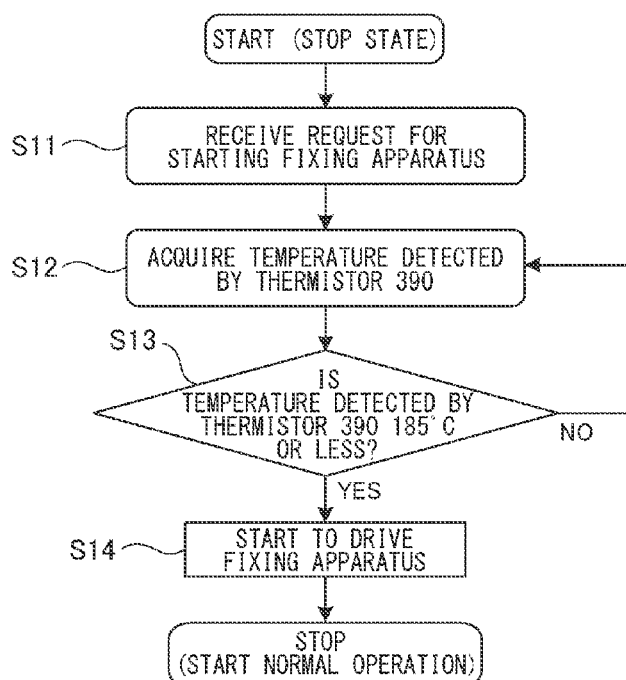 START (STOP STATE)
S11
RECEIVE REQUEST FOR
STARTING FIXING APPARATUS
S12
ACQUIRE TEMPERATURE DETECTED
BY THERMISTOR 390
S13
IS
TEMPERATURE DETECTED BY
THERMISTOR 390 185°C
OR LESS?
NO
YES
S14
START TO DRIVE
FIXING APPARATUS
STOP
(START NORMAL OPERATION)